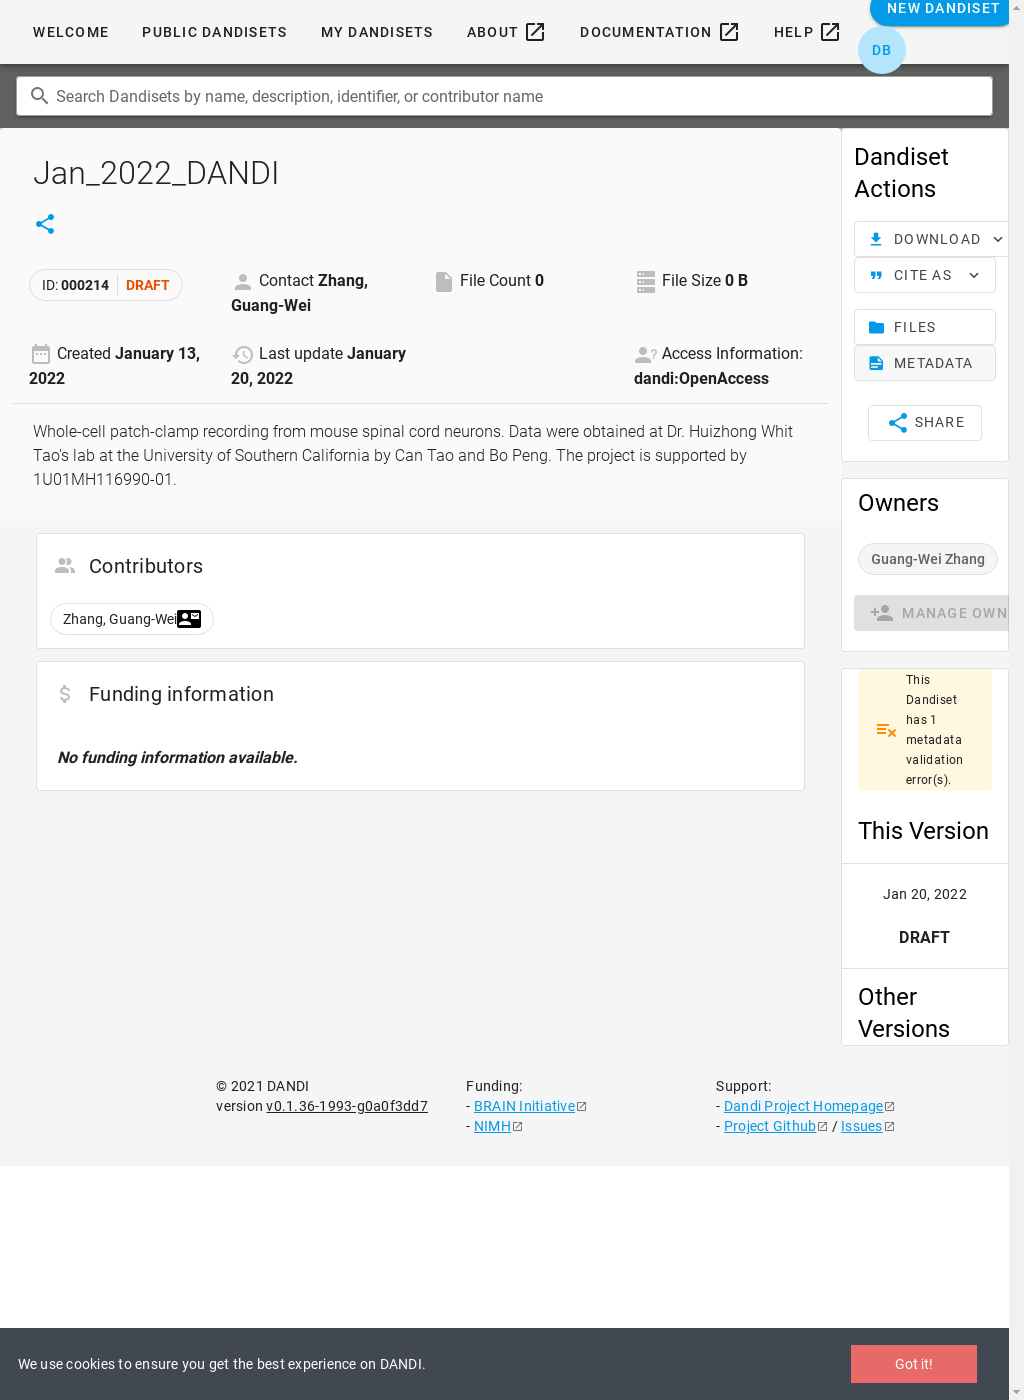 WELCOME
PUBLIC DANDISETS
MY DANDISETS
ABOUT
DOCUMENTATION
HELP
NEW DANDISET
DB
Search Dandisets by name, description, identifier, or contributor name
Jan_2022_DANDI
ID: 000214 DRAFT
Contact Zhang,
Guang-Wei
File Count 0
File Size 0 B
Created January 13,
2022
Last update January
20, 2022
Access Information:
dandi:OpenAccess
Whole-cell patch-clamp recording from mouse spinal cord neurons. Data were obtained at Dr. Huizhong Whit
Tao's lab at the University of Southern California by Can Tao and Bo Peng. The project is supported by
1U01MH116990-01.
Contributors
Zhang, Guang-Wei
Funding information
No funding information available.
Dandiset
Actions
DOWNLOAD
CITE AS
FILES
METADATA
SHARE
Owners
Guang-Wei Zhang
MANAGE OWN
This
Dandiset
has 1
metadata
validation
error(s).
This Version
Jan 20, 2022
DRAFT
Other
Versions
© 2021 DANDI
version v0.1.36-1993-g0a0f3dd7
Funding:
- BRAIN Initiative
- NIMH
Support:
- Dandi Project Homepage
- Project Github / Issues
We use cookies to ensure you get the best experience on DANDI.
Got it!